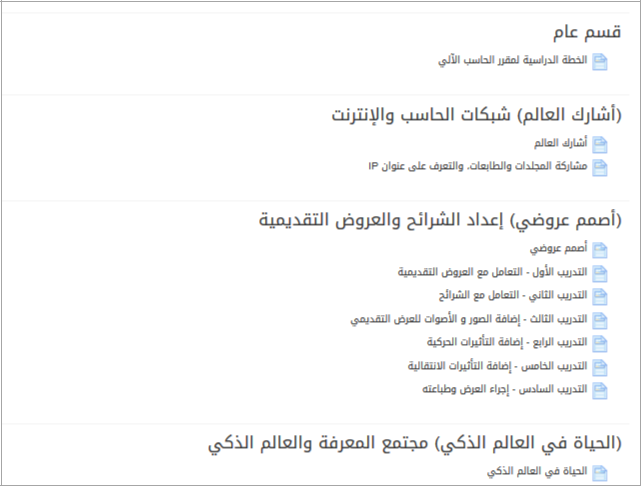 قسم عام
الخطة الدراسية لمقرر الحاسب الآلي
(أشارك العالم) شبكات الحاسب والإنترنت
أشارك العالم
مشاركة المجلدات والطابعات، والتعرف على عنوان IP
(أصمم عروضي) إعداد الشرائح والعروض التقديمية
أصمم عروضي
التدريب الأول - التعامل مع العروض التقديمية
التدريب الثاني - التعامل مع الشرائح
التدريب الثالث - إضافة الصور و الأصوات للعرض التقديمي
التدريب الرابع - إضافة التأثيرات الحركية
التدريب الخامس - إضافة التأثيرات الانتقالية
التدريب السادس - إجراء العرض وطباعته
(الحياة في العالم الذكي) مجتمع المعرفة والعالم الذكي
الحياة في العالم الذكي